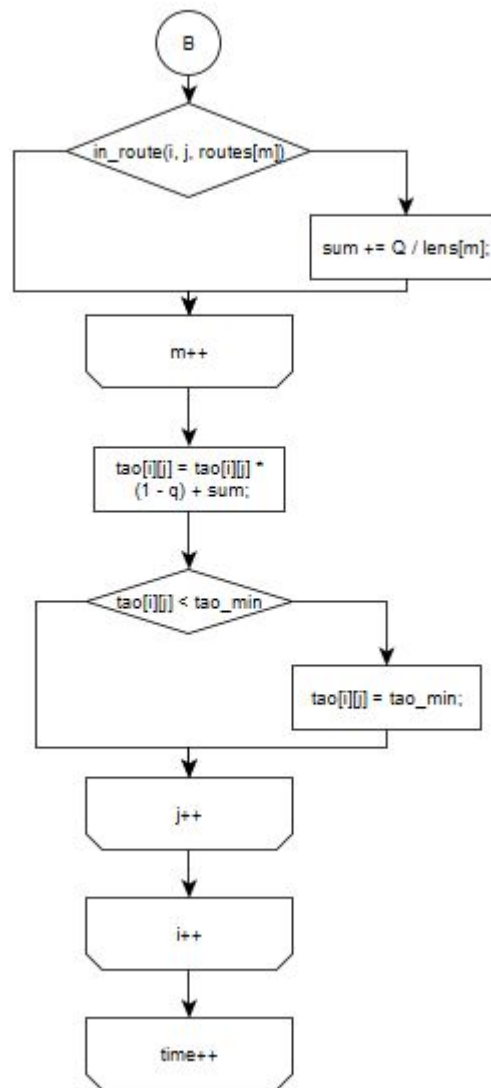 B
in_route(i, j, routes[m])
sum += Q / lens[m];
m++
tao[i][j] = tao[i][j] *
(1 - q) + sum;
tao[i][j] < tao_min
tao[i][j] = tao_min;
j++
i++
time++